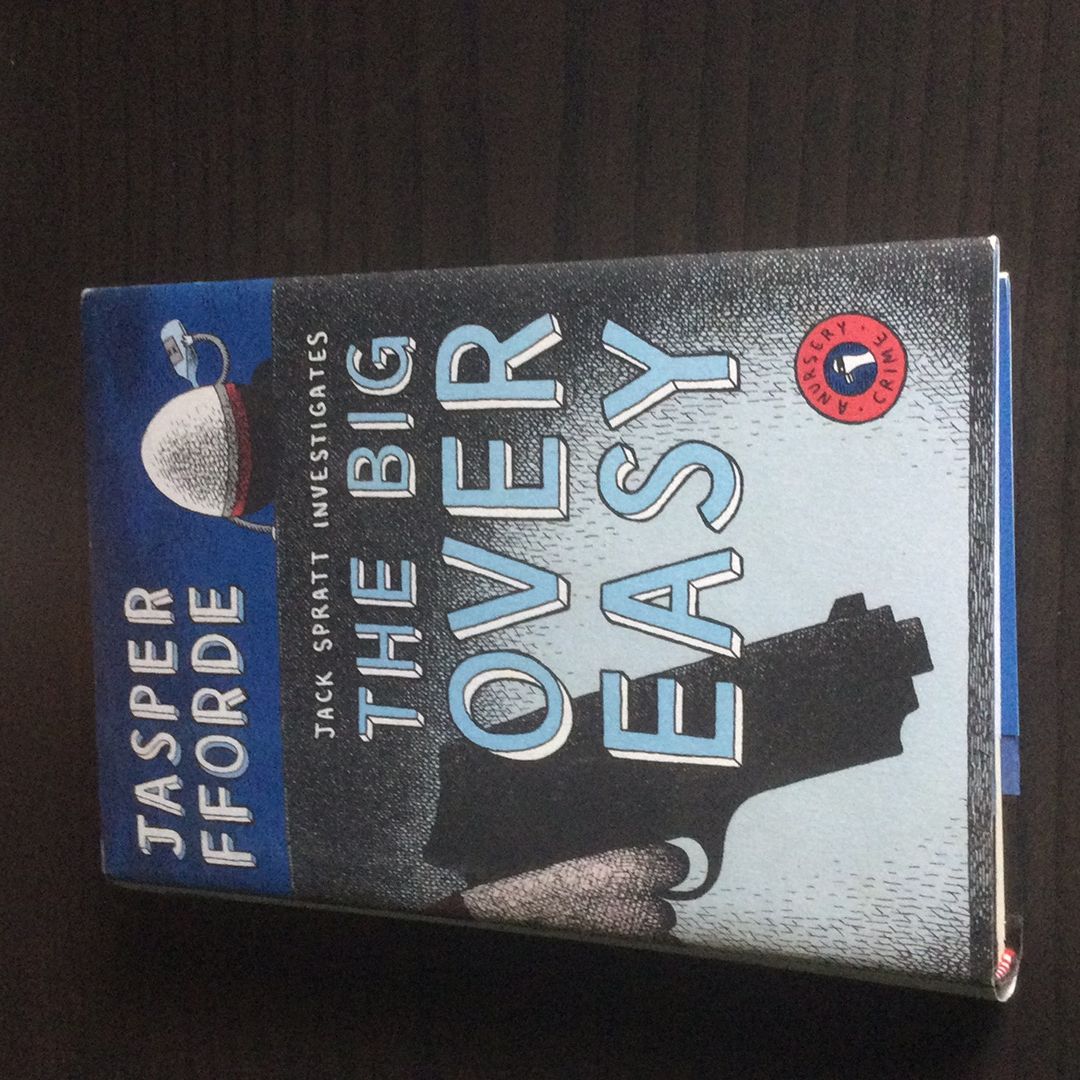 JASPER
FFORDE
JACK SPRATT INVESTIGATES
THE BIG
OVER
EASY
A NURSERY · CRIME ·